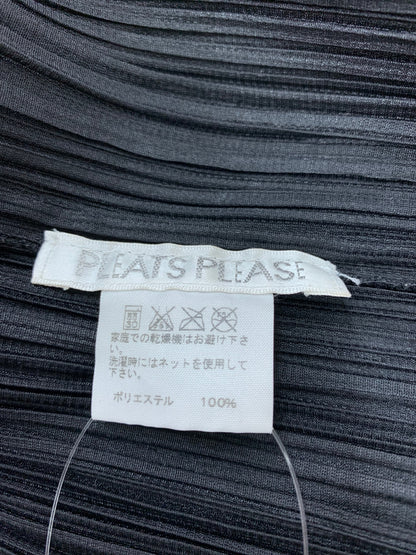 PLEATS PLEASE
30
家庭での乾燥機はお避け下さ
い。
洗濯時にはネットを使用して
下さい。
ポリエステル 100%